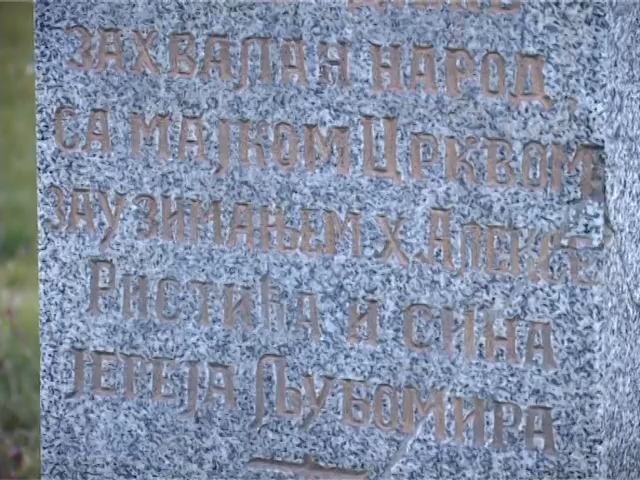 ЗАХВАЛАН НАРОД,
СА МАЈКОМ ЦРКВОМ
ЗАУЗИМАЊЕМ Х. АЛЕКСЕ
РИСТИЋА И СИНА
ЈЕРЕЈА ЉУБОМИРА